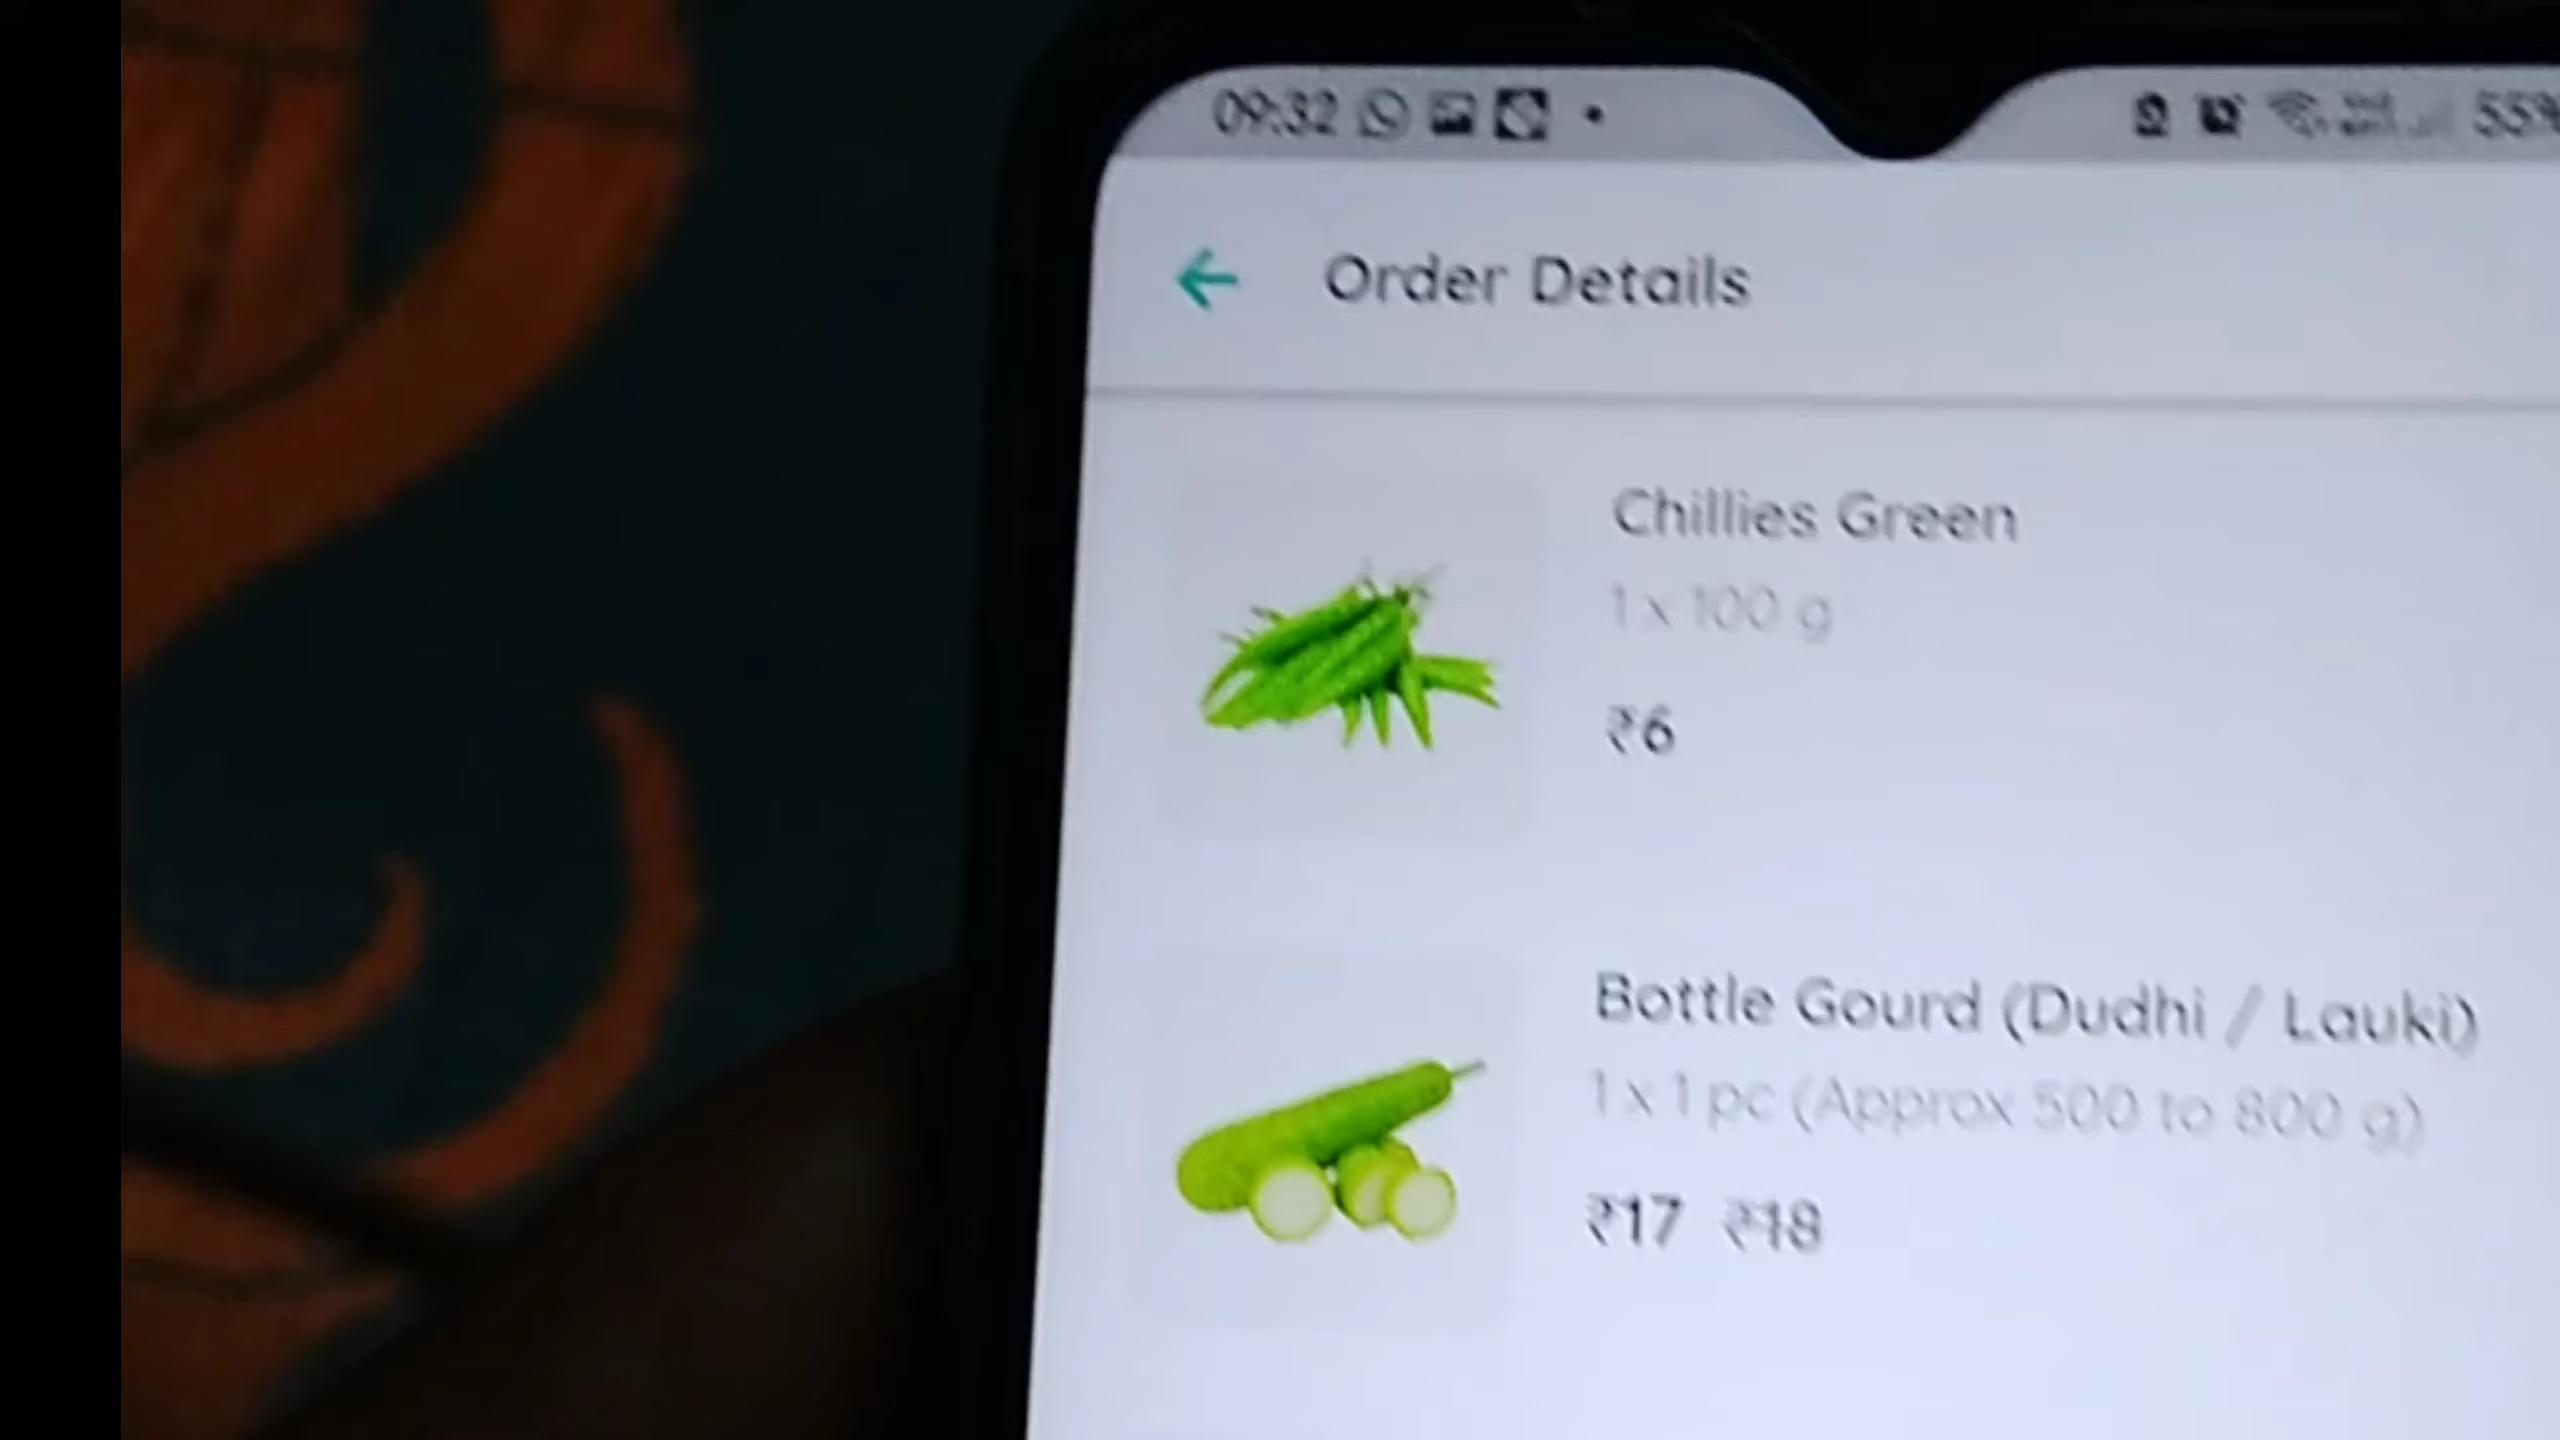 09:32 55%
Order Details
Chillies Green
1 x 100 g
₹6
Bottle Gourd (Dudhi / Lauki)
1 x 1 pc (Approx 500 to 800 g)
₹17 ₹18